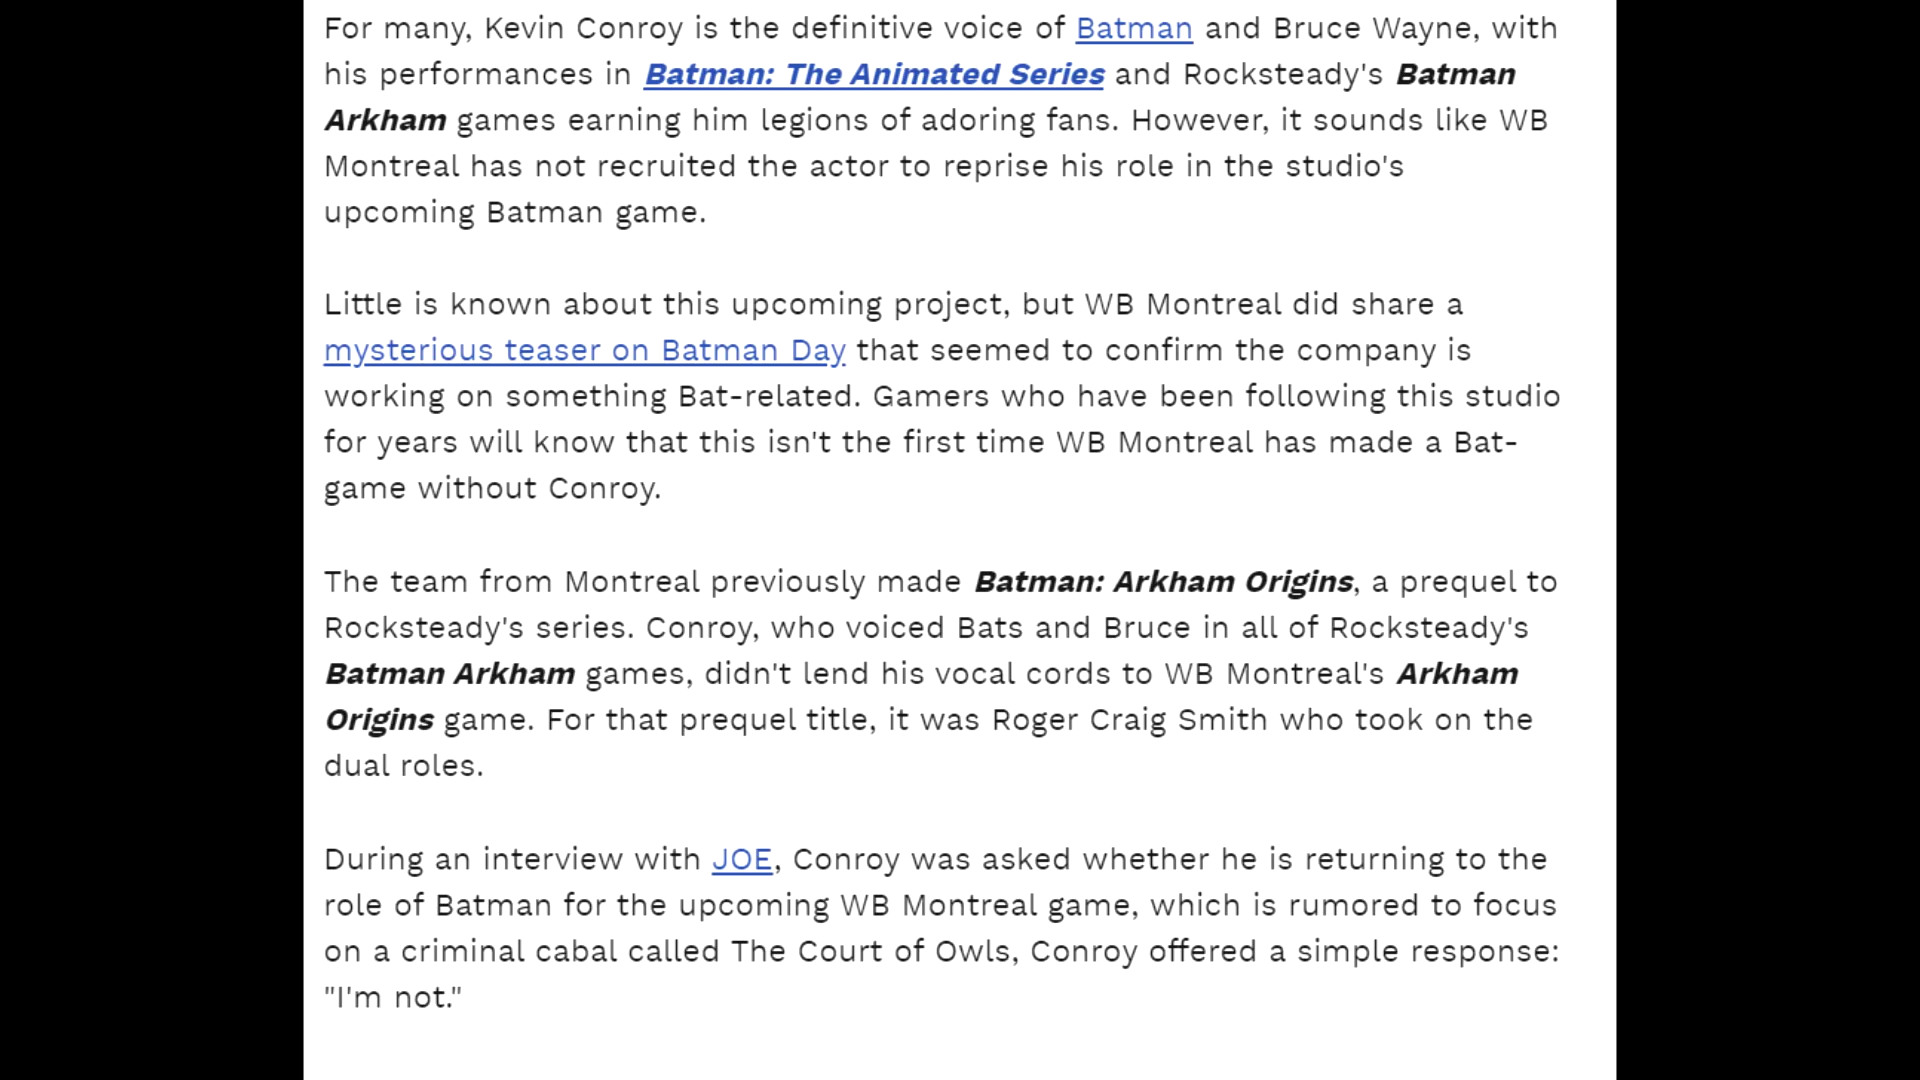 For many, Kevin Conroy is the definitive voice of Batman and Bruce Wayne, with
his performances in Batman: The Animated Series and Rocksteady's Batman
Arkham games earning him legions of adoring fans. However, it sounds like WB
Montreal has not recruited the actor to reprise his role in the studio's
upcoming Batman game.
Little is known about this upcoming project, but WB Montreal did share a
mysterious teaser on Batman Day that seemed to confirm the company is
working on something Bat-related. Gamers who have been following this studio
for years will know that this isn't the first time WB Montreal has made a Bat-
game without Conroy.
The team from Montreal previously made Batman: Arkham Origins, a prequel to
Rocksteady's series. Conroy, who voiced Bats and Bruce in all of Rocksteady's
Batman Arkham games, didn't lend his vocal cords to WB Montreal's Arkham
Origins game. For that prequel title, it was Roger Craig Smith who took on the
dual roles.
During an interview with JOE, Conroy was asked whether he is returning to the
role of Batman for the upcoming WB Montreal game, which is rumored to focus
on a criminal cabal called The Court of Owls, Conroy offered a simple response:
"I'm not."